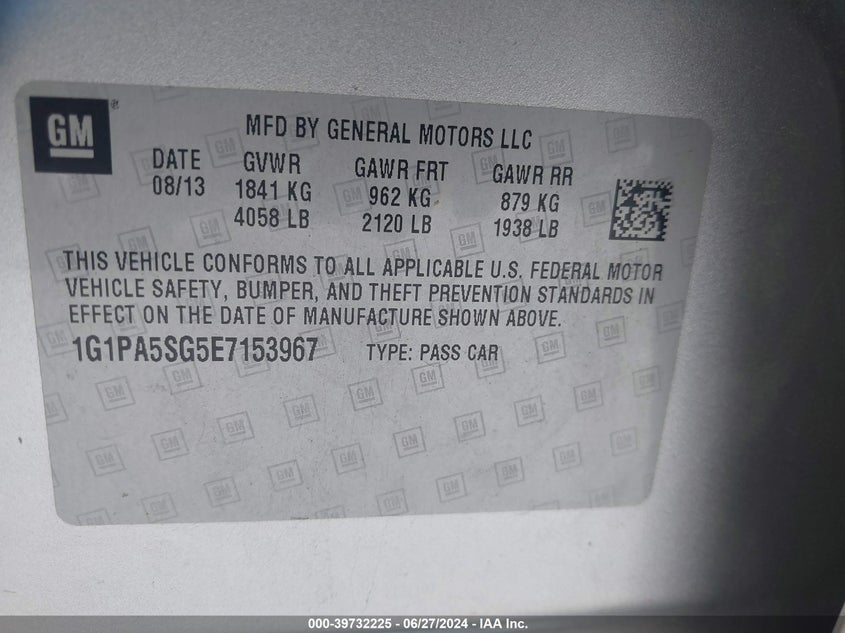 GM ®
MFD BY GENERAL MOTORS LLC
DATE GVWR GAWR FRT GAWR RR
08/13 1841 KG 962 KG 879 KG
4058 LB 2120 LB 1938 LB
THIS VEHICLE CONFORMS TO ALL APPLICABLE U.S. FEDERAL MOTOR
VEHICLE SAFETY, BUMPER, AND THEFT PREVENTION STANDARDS IN
EFFECT ON THE DATE OF MANUFACTURE SHOWN ABOVE.
1G1PA5SG5E7153967 TYPE: PASS CAR
000-39732225 - 06/27/2024 - IAA Inc.